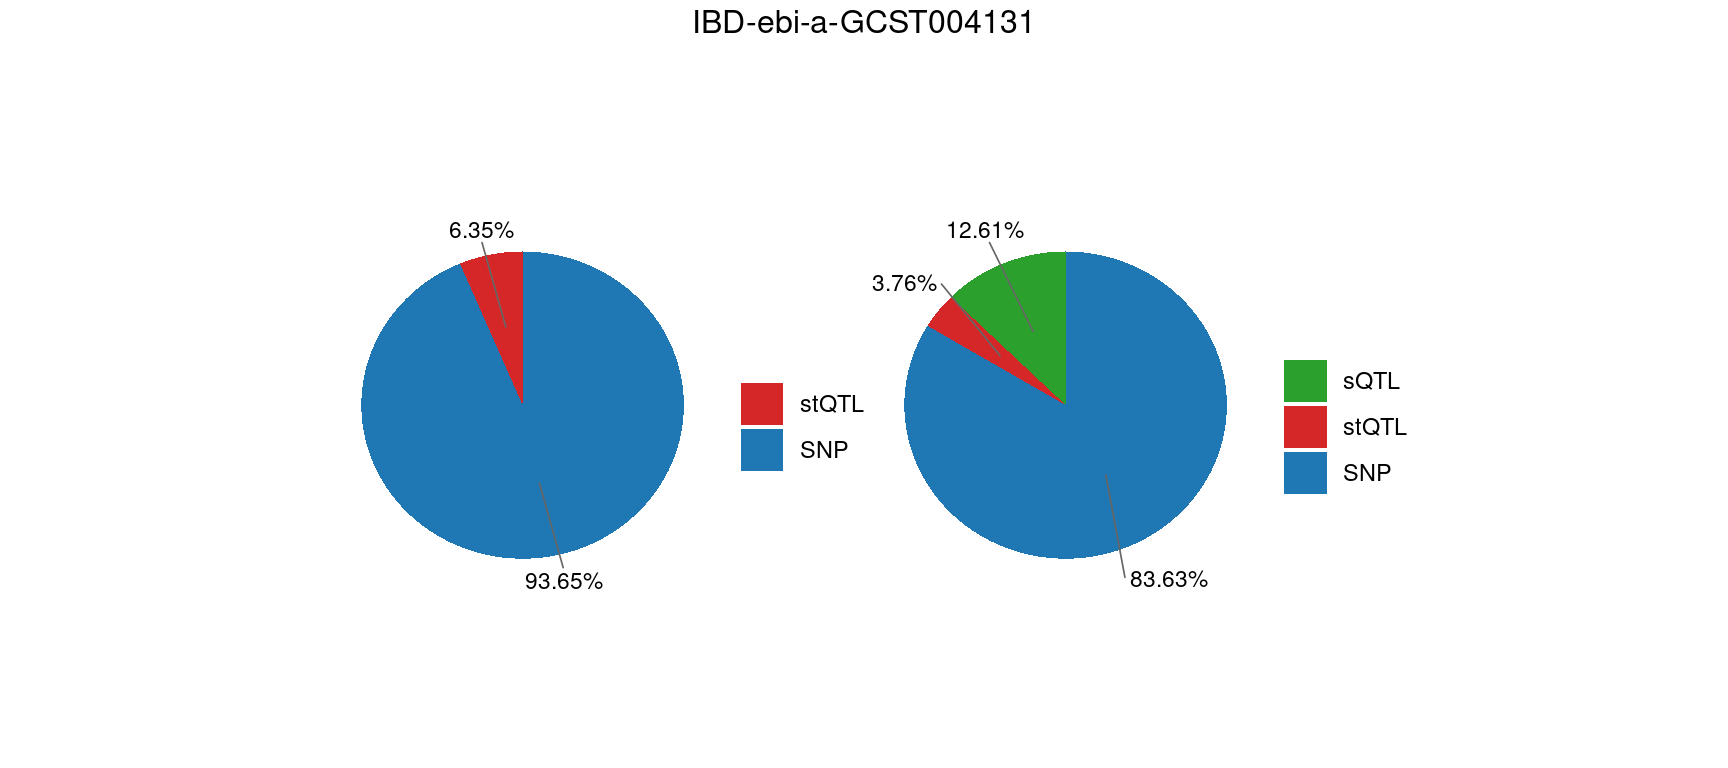 IBD-ebi-a-GCST004131
6.35%
93.65%
stQTL
SNP
12.61%
3.76%
83.63%
sQTL
stQTL
SNP